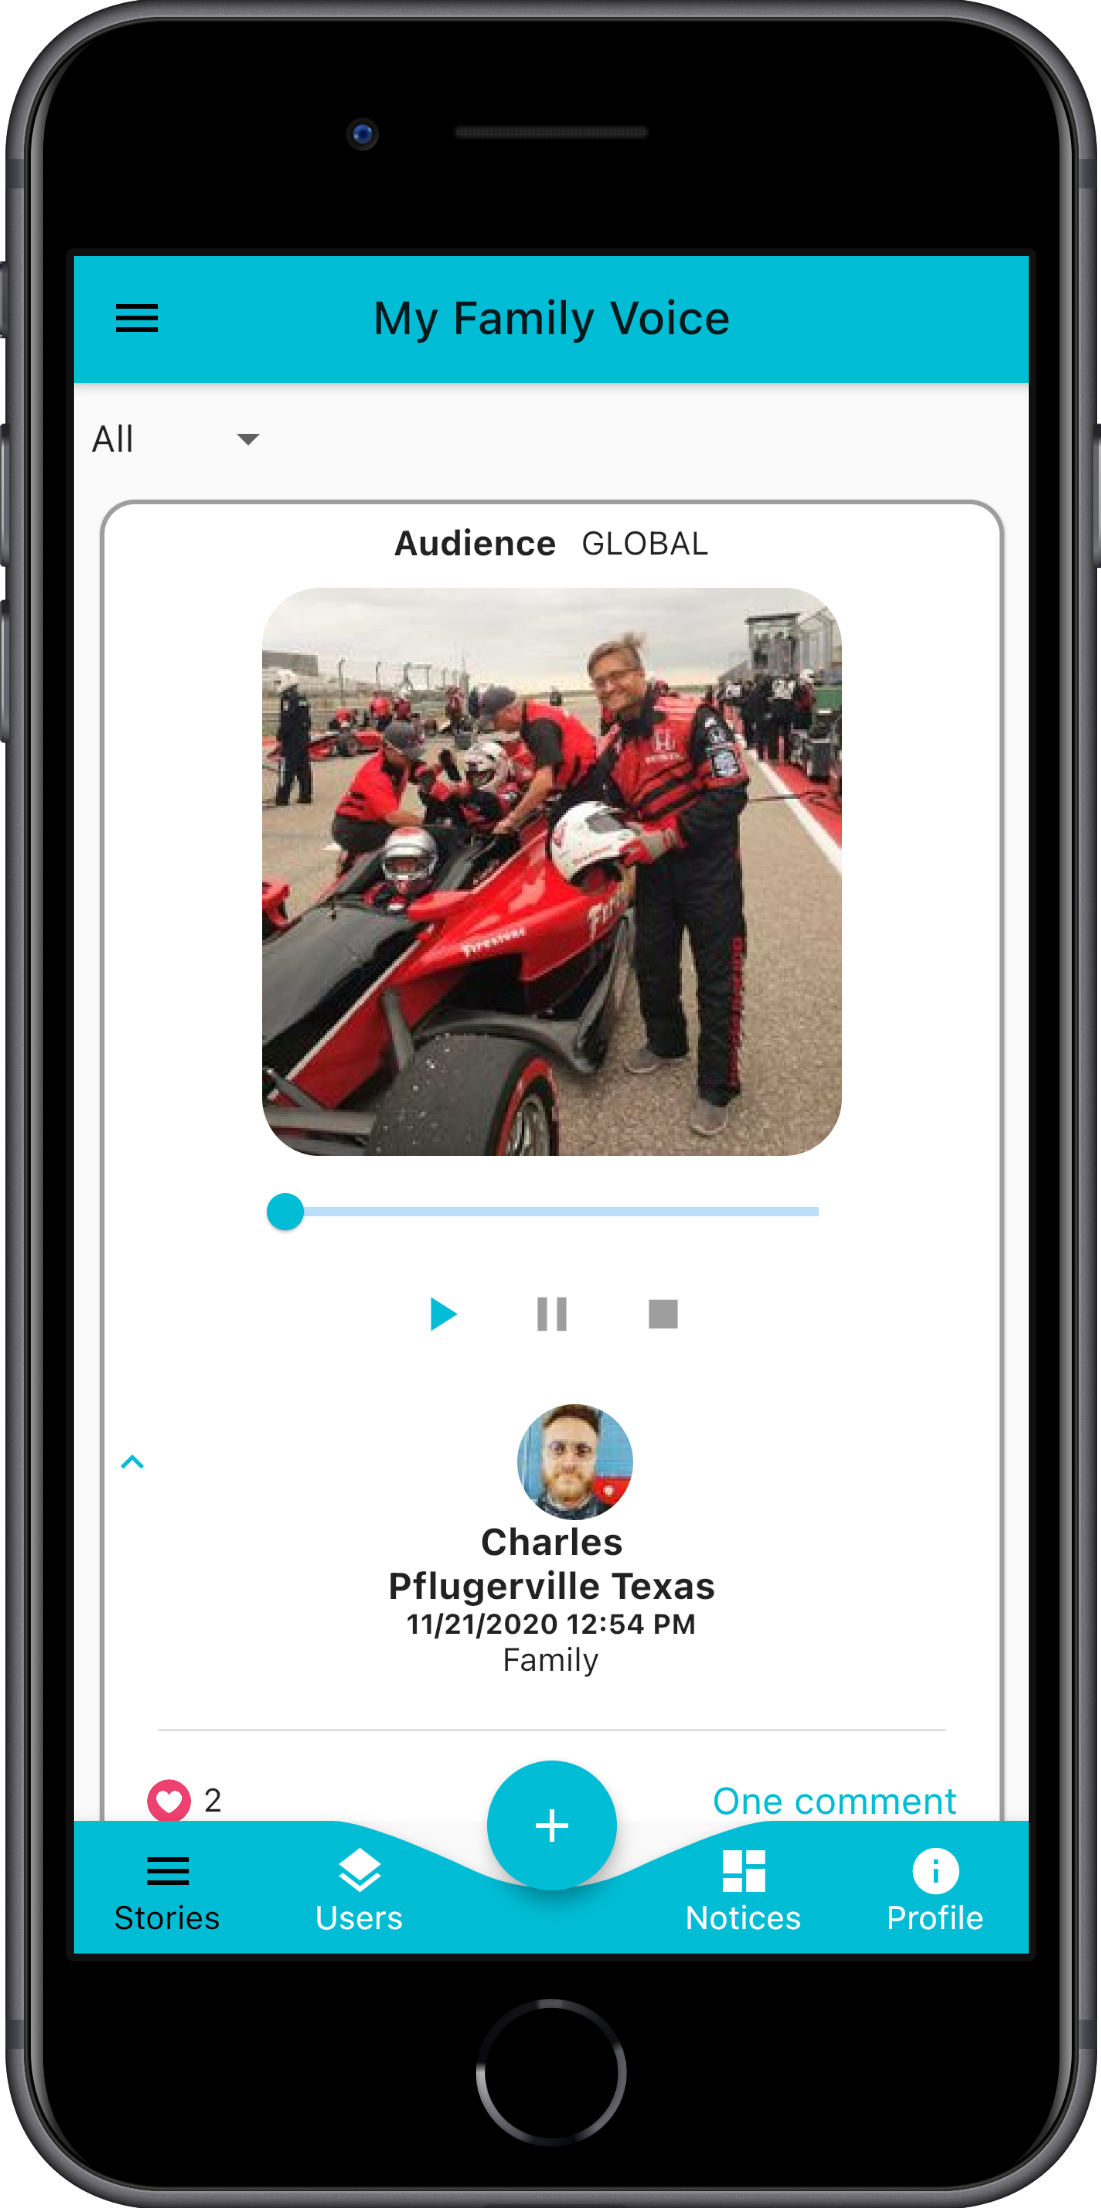 My Family Voice
All
Audience GLOBAL
Firestone
Charles
Pflugerville Texas
11/21/2020 12:54 PM
Family
2
One comment
+
Stories Users Notices Profile